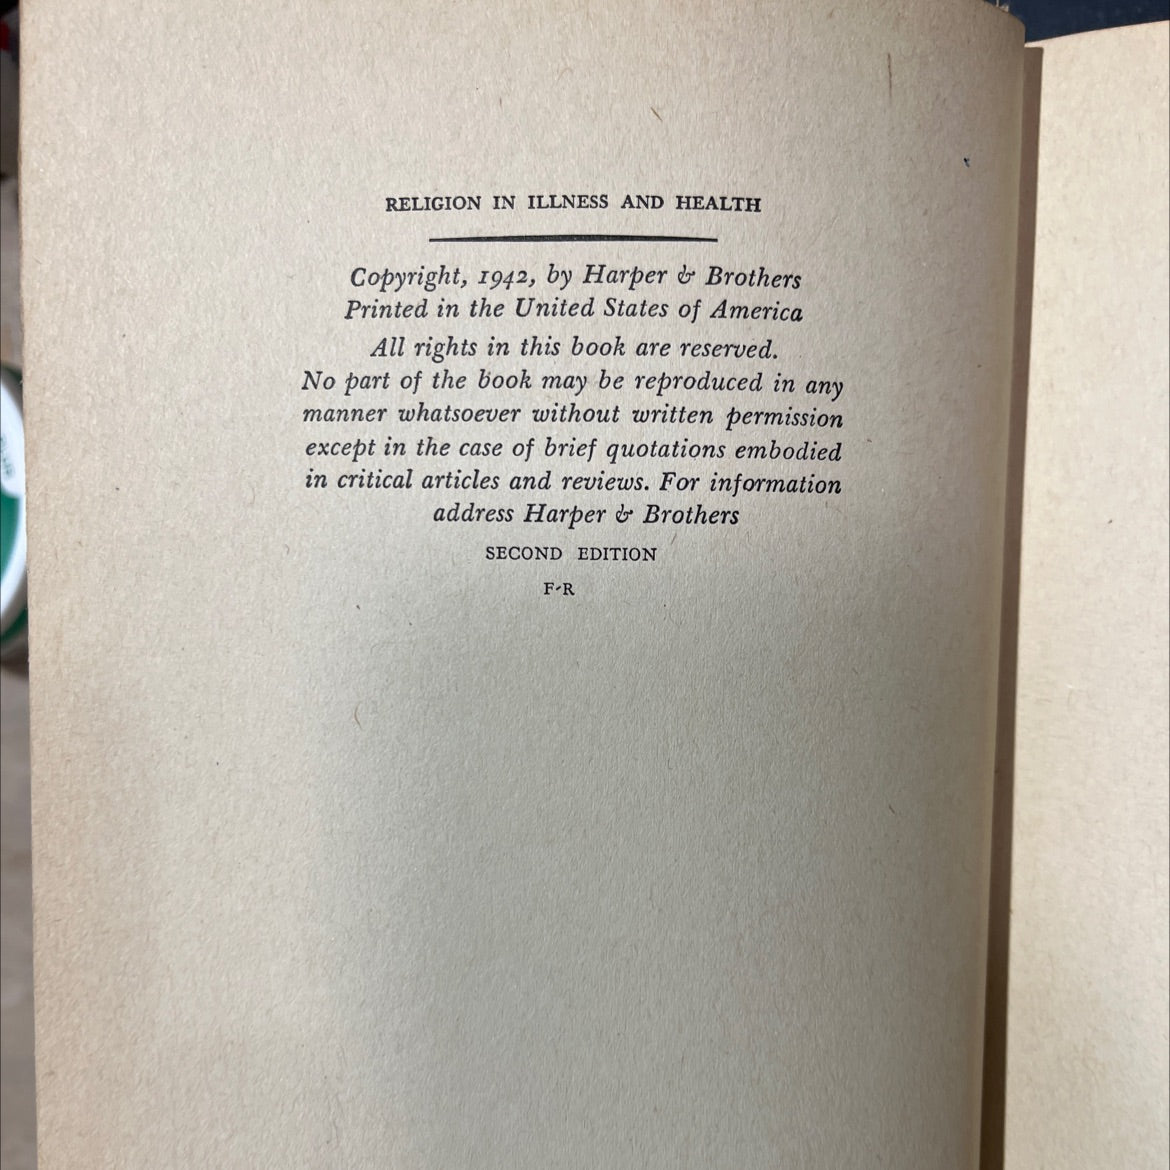 RELIGION IN ILLNESS AND HEALTH
Copyright, 1942, by Harper & Brothers
Printed in the United States of America
All rights in this book are reserved.
No part of the book may be reproduced in any
manner whatsoever without written permission
except in the case of brief quotations embodied
in critical articles and reviews. For information
address Harper & Brothers
SECOND EDITION
F-R